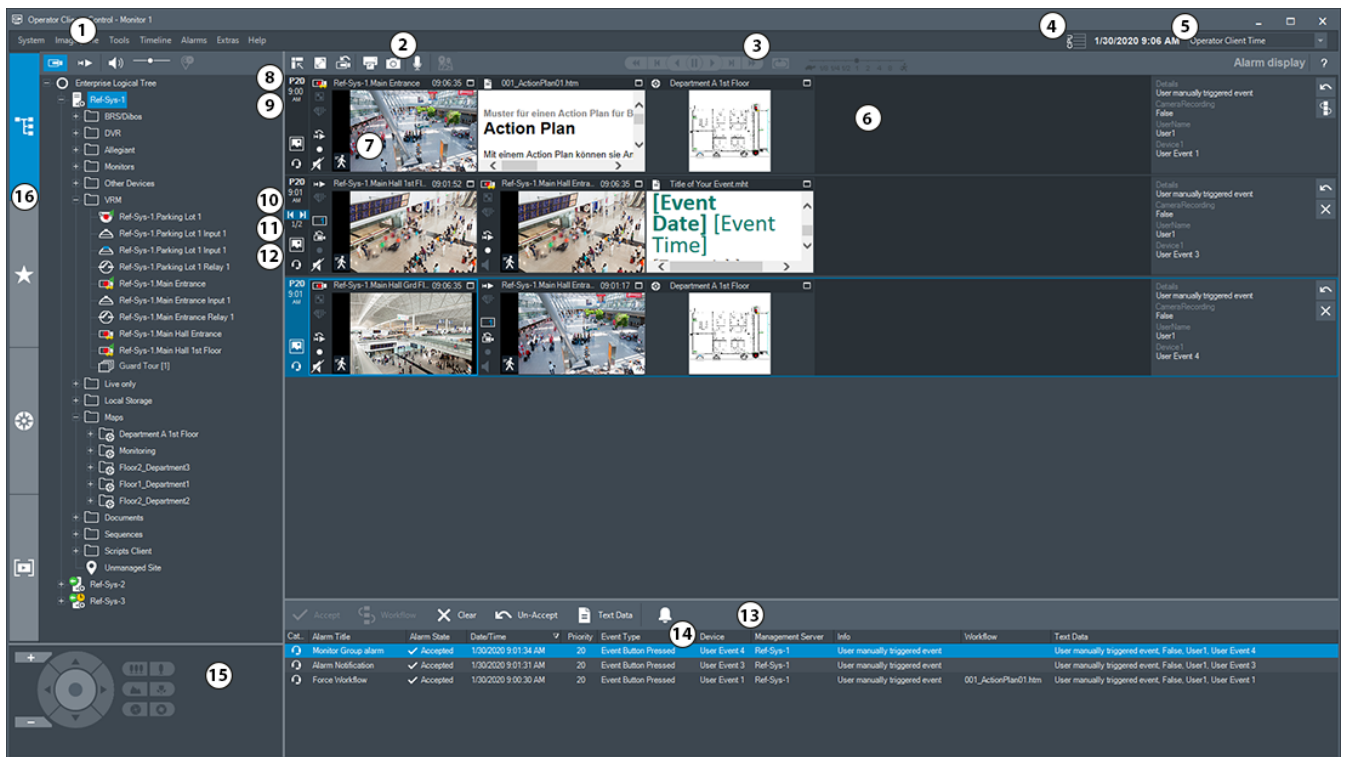 Operator Client - Control - Monitor 1
System Image Pane Tools Timeline Alarms Extras Help
1
2
3
4
5
1/30/2020 9:06 AM Operator Client Time
Alarm display ?
Enterprise Logical Tree
Ref-Sys-1
BRS/Dibos
DVR
Allegiant
Monitors
Other Devices
VRM
Ref-Sys-1.Parking Lot 1
Ref-Sys-1.Parking Lot 1 Input 1
Ref-Sys-1.Parking Lot 1 Input 1
Ref-Sys-1.Parking Lot 1 Relay 1
Ref-Sys-1.Main Entrance
Ref-Sys-1.Main Entrance Input 1
Ref-Sys-1.Main Entrance Relay 1
Ref-Sys-1.Main Hall Entrance
Ref-Sys-1.Main Hall 1st Floor
Guard Tour [1]
Live only
Local Storage
Maps
Department A 1st Floor
Monitoring
Floor2_Department3
Floor1_Department1
Floor2_Department2
Documents
Sequences
Scripts Client
Unmanaged Site
Ref-Sys-2
Ref-Sys-3
16
8
9
10
11
12
P20
9:00
AM
Ref-Sys-1.Main Entrance 09:06:35
001_ActionPlan01.htm
Department A 1st Floor
7
Muster für einen Action Plan für B
Action Plan
Mit einem Action Plan können sie Ar
6
Details
User manually triggered event
CameraRecording
False
UserName
User1
Device1
User Event 1
P20
9:01
AM
1/2
Ref-Sys-1.Main Hall 1st Fl.. 09:01:52
Ref-Sys-1.Main Hall Entra.. 09:06:35
Title of Your Event.mht
[Event
Date] [Event
Time]
Details
User manually triggered event
CameraRecording
False
UserName
User1
Device1
User Event 3
P20
9:01
AM
Ref-Sys-1.Main Hall Grd Fl.. 09:06:35
Ref-Sys-1.Main Hall Entra.. 09:01:17
Department A 1st Floor
Details
User manually triggered event
CameraRecording
False
UserName
User1
Device1
User Event 4
Accept Workflow Clear Un-Accept Text Data
13
14
Cat.. Alarm Title Alarm State Date/Time Priority Event Type Device Management Server Info Workflow Text Data
Monitor Group alarm Accepted 1/30/2020 9:01:34 AM 20 Event Button Pressed User Event 4 Ref-Sys-1 User manually triggered event User manually triggered event, False, User1, User Event 4
Alarm Notification Accepted 1/30/2020 9:01:31 AM 20 Event Button Pressed User Event 3 Ref-Sys-1 User manually triggered event User manually triggered event, False, User1, User Event 3
Force Workflow Accepted 1/30/2020 9:00:30 AM 20 Event Button Pressed User Event 1 Ref-Sys-1 User manually triggered event 001_ActionPlan01.htm User manually triggered event, False, User1, User Event 1
15